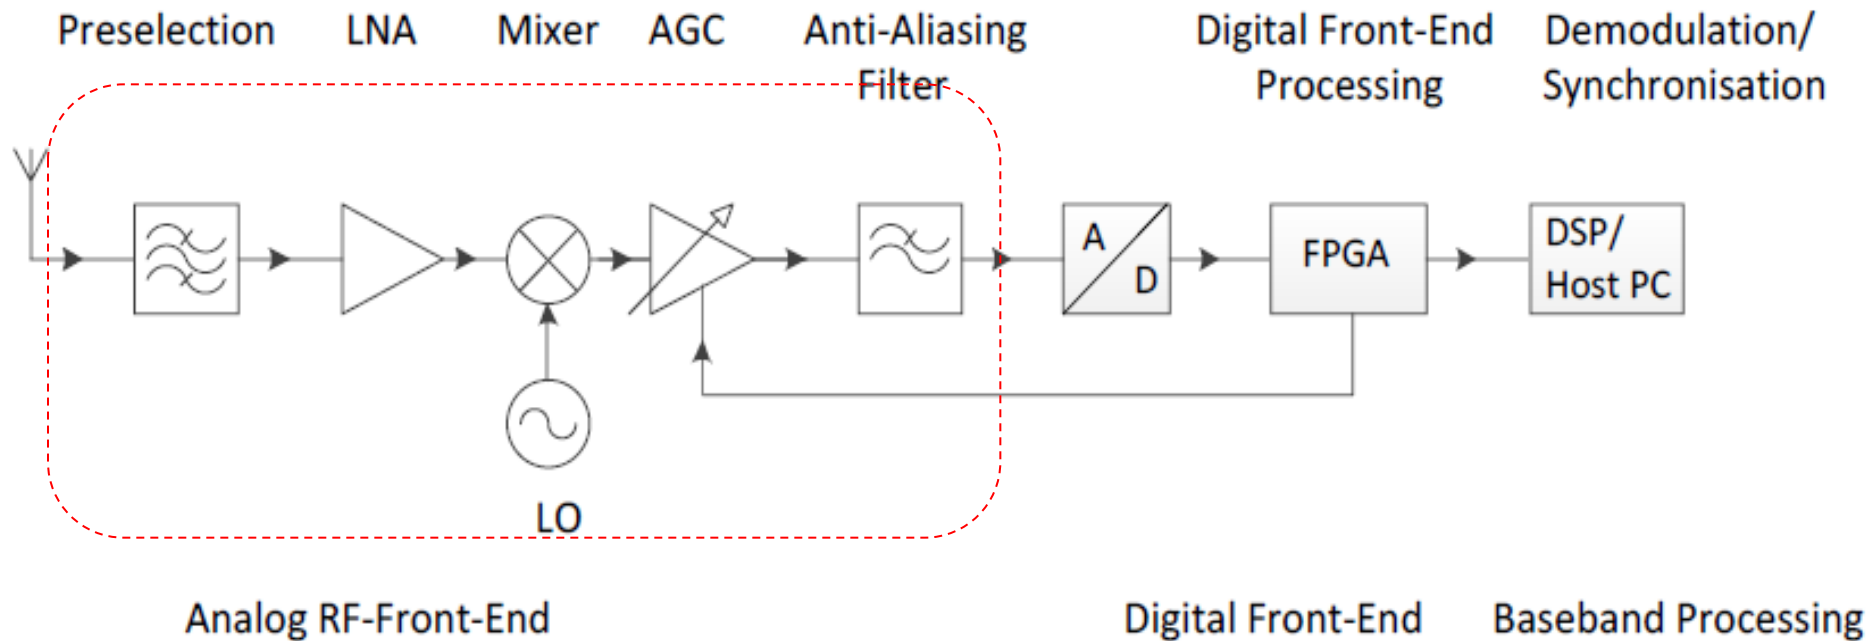 Preselection LNA Mixer AGC Anti-Aliasing Digital Front-End Demodulation/
Filter Processing Synchronisation
A
D
FPGA
DSP/
Host PC
LO
Analog RF-Front-End Digital Front-End Baseband Processing